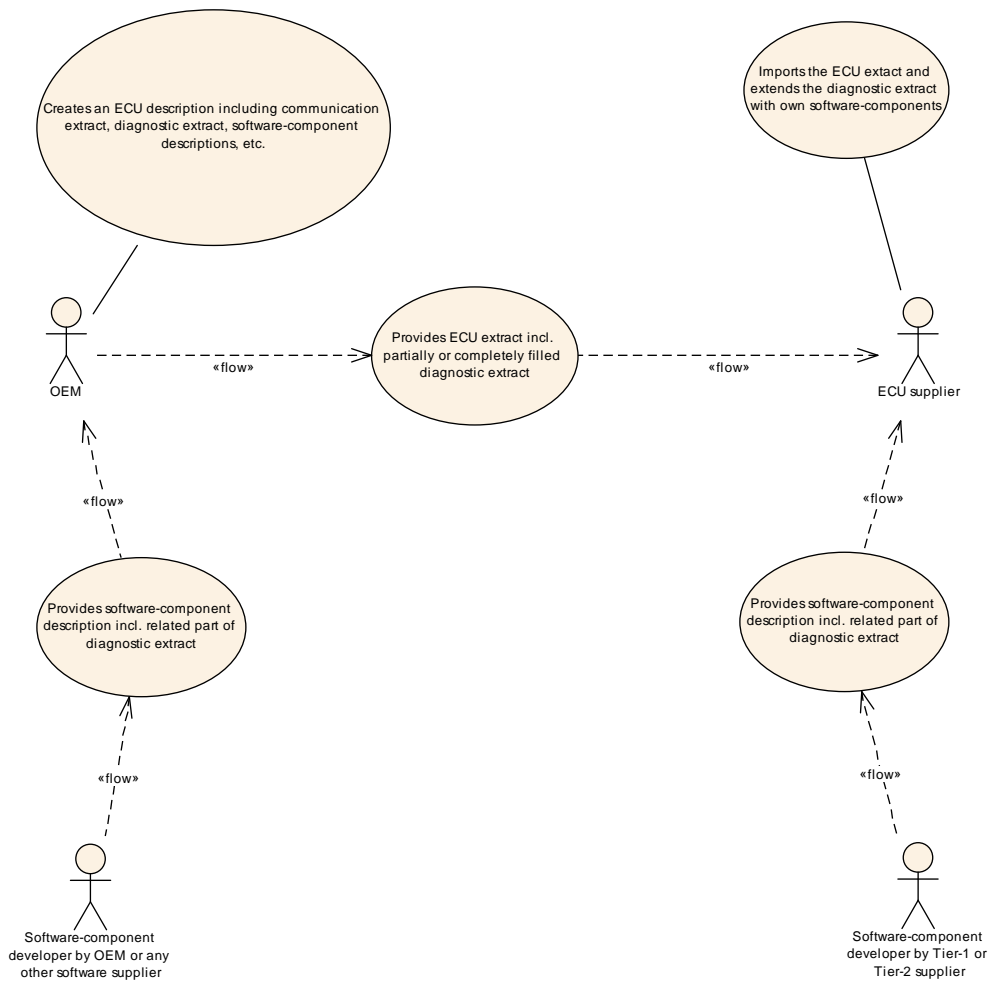 Creates an ECU description including communication
extract, diagnostic extract, software-component
descriptions, etc.
Imports the ECU extact and
extends the diagnostic extract
with own software-components
Provides ECU extract incl.
partially or completely filled
diagnostic extract
«flow»
«flow»
OEM
ECU supplier
«flow»
«flow»
Provides software-component
description incl. related part of
diagnostic extract
Provides software-component
description incl. related part of
diagnostic extract
«flow»
«flow»
Software-component
developer by OEM or any
other software supplier
Software-component
developer by Tier-1 or
Tier-2 supplier